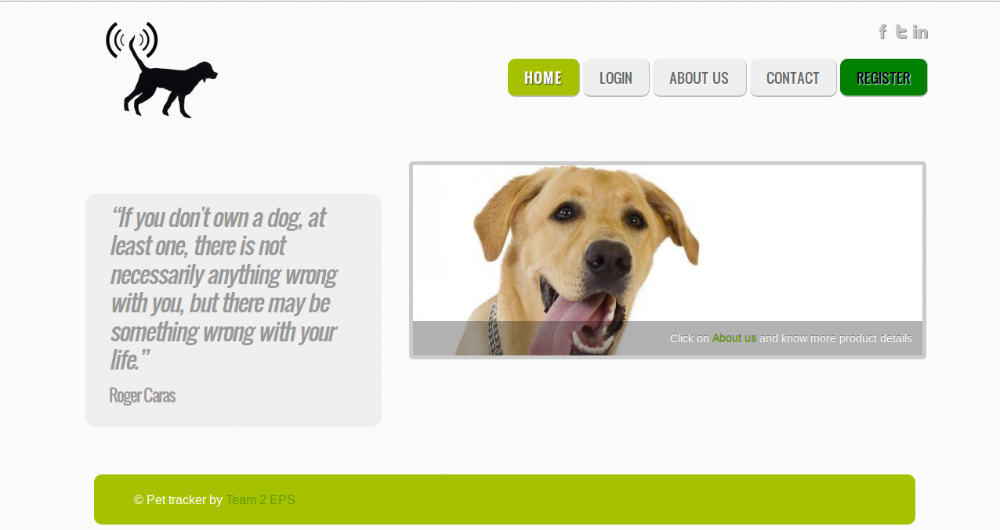 HOME
LOGIN
ABOUT US
CONTACT
REGISTER
“If you don't own a dog, at
least one, there is not
necessarily anything wrong
with you, but there may be
something wrong with your
life.”
Roger Caras
Click on About us and know more product details
© Pet tracker by Team 2 EPS